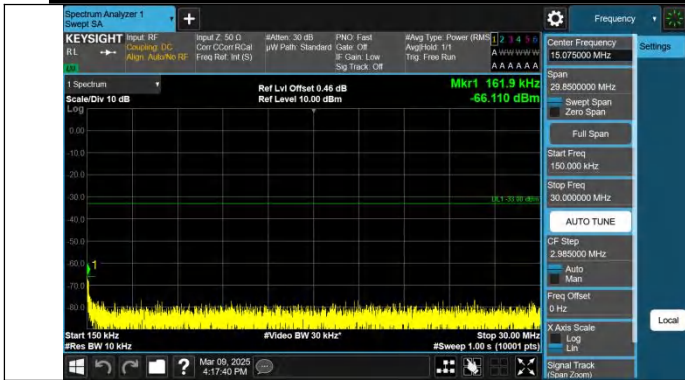 Spectrum Analyzer 1
Swept SA
+
Frequency
KEYSIGHT
RL
Input: RF
Coupling: DC
Align: Auto/No RF
Input Z: 50 Ω
Corr CCorr RCal
Freq Ref: Int (S)
#Atten: 30 dB
µW Path: Standard
PNO: Fast
Gate: Off
IF Gain: Low
Sig Track: Off
#Avg Type: Power (RMS
Avg|Hold: 1/1
Trig: Free Run
1 2 3 4 5 6
A W W W W W
A A A A A A
1 Spectrum
Scale/Div 10 dB
Ref Lvl Offset 0.46 dB
Ref Level 10.00 dBm
Mkr1 161.9 kHz
-66.110 dBm
Log
0.00
-10.0
-20.0
-30.0
DL1 -33.00 dBm
-40.0
-50.0
-60.0
1
-70.0
-80.0
Start 150 kHz
#Res BW 10 kHz
#Video BW 30 kHz*
Stop 30.00 MHz
#Sweep 1.00 s (10001 pts)
Center Frequency
15.075000 MHz
Settings
Span
29.8500000 MHz
Swept Span
Zero Span
Full Span
Start Freq
150.000 kHz
Stop Freq
30.000000 MHz
AUTO TUNE
CF Step
2.985000 MHz
Auto
Man
Freq Offset
0 Hz
X Axis Scale
Log
Lin
Local
Signal Track
(Span Zoom)
?
Mar 09, 2025
4:17:40 PM